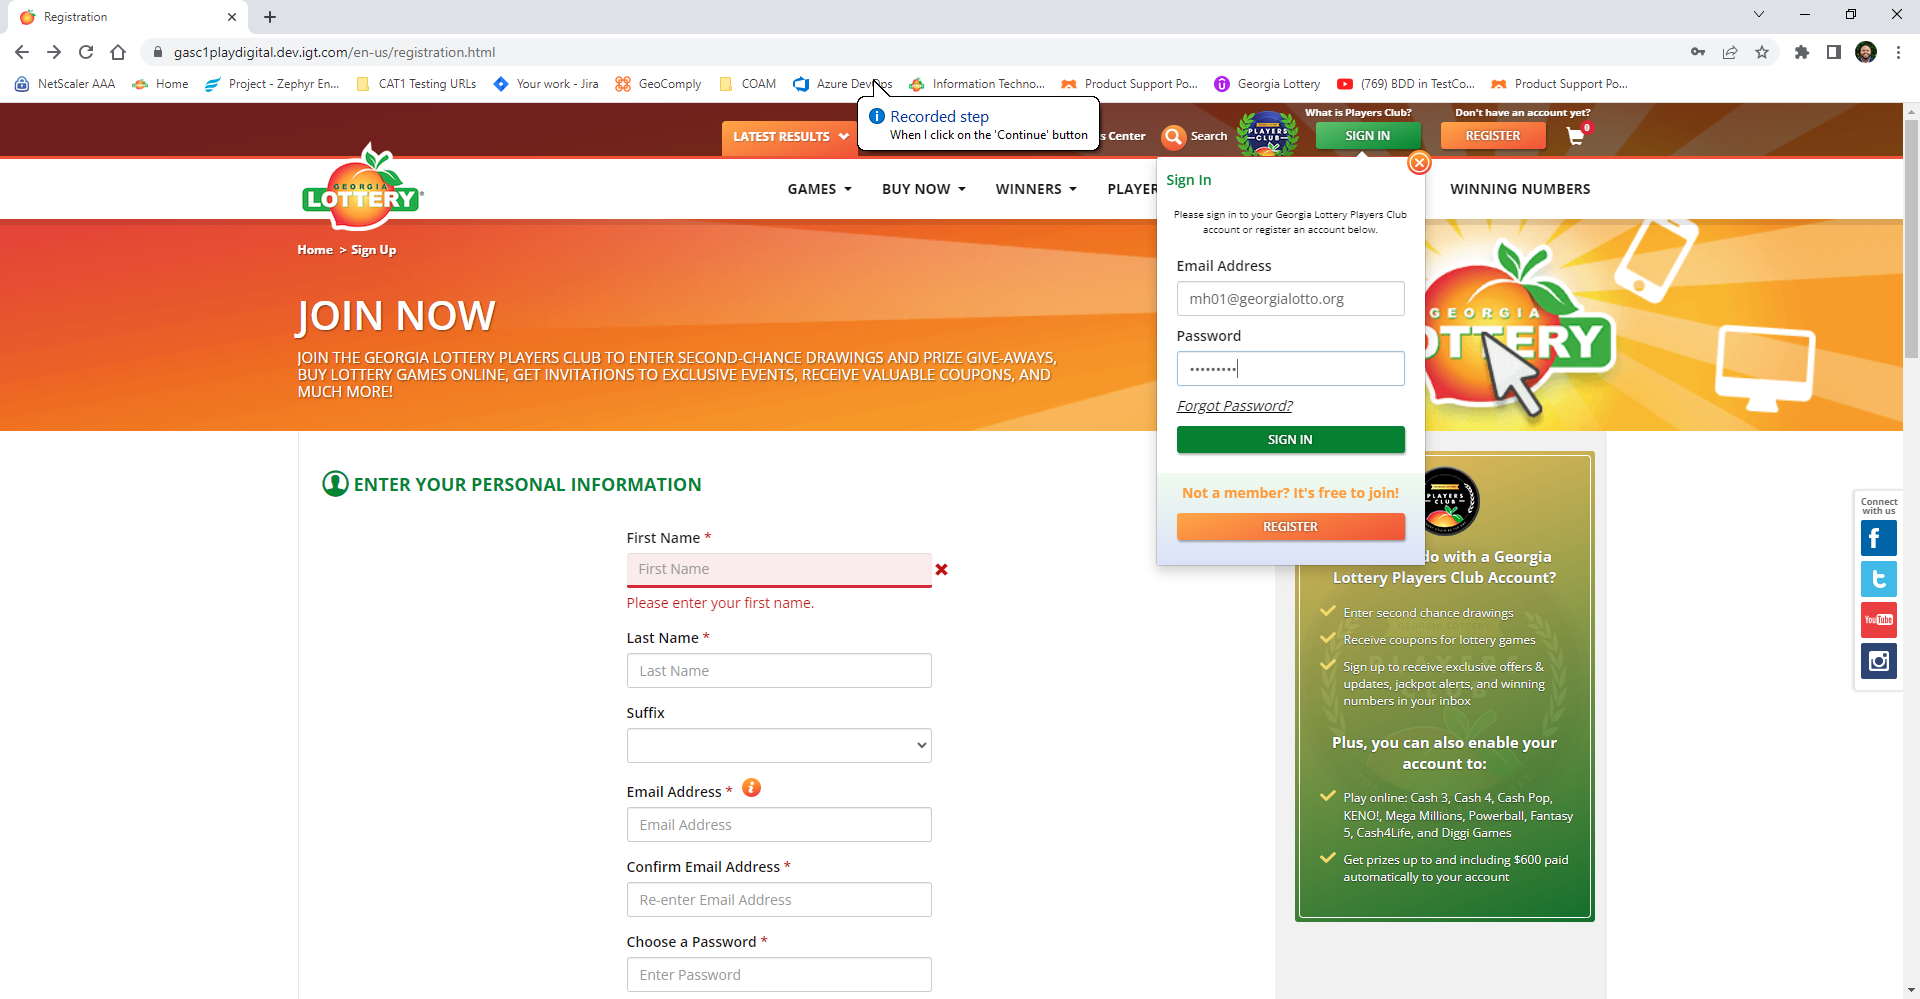 Registration
gasc1playdigital.dev.igt.com/en-us/registration.html
NetScaler AAA
Home
Project - Zephyr En...
CAT1 Testing URLs
Your work - Jira
GeoComply
COAM
Azure DevOps
Information Techno...
Product Support Po...
Georgia Lottery
(769) BDD in TestCo...
Product Support Po...
Recorded step
When I click on the 'Continue' button
LATEST RESULTS
s Center
Search
PLAYERS
CLUB
What is Players Club?
SIGN IN
Don't have an account yet?
REGISTER
0
GEORGIA
LOTTERY
GAMES
BUY NOW
WINNERS
PLAYER
WINNING NUMBERS
Home > Sign Up
JOIN NOW
JOIN THE GEORGIA LOTTERY PLAYERS CLUB TO ENTER SECOND-CHANCE DRAWINGS AND PRIZE GIVE-AWAYS,
BUY LOTTERY GAMES ONLINE, GET INVITATIONS TO EXCLUSIVE EVENTS, RECEIVE VALUABLE COUPONS, AND
MUCH MORE!
GEORGIA
TTERY
Sign In
Please sign in to your Georgia Lottery Players Club
account or register an account below.
Email Address
mh01@georgialotto.org
Password
•••••••••
Forgot Password?
SIGN IN
Not a member? It's free to join!
REGISTER
ENTER YOUR PERSONAL INFORMATION
First Name *
First Name
Please enter your first name.
Last Name *
Last Name
Suffix
Email Address *
Email Address
Confirm Email Address *
Re-enter Email Address
Choose a Password *
Enter Password
PLAYERS
CLUB
do with a Georgia
Lottery Players Club Account?
Enter second chance drawings
Receive coupons for lottery games
Sign up to receive exclusive offers &
updates, jackpot alerts, and winning
numbers in your inbox
Plus, you can also enable your
account to:
Play online: Cash 3, Cash 4, Cash Pop,
KENO!, Mega Millions, Powerball, Fantasy
5, Cash4Life, and Diggi Games
Get prizes up to and including $600 paid
automatically to your account
Connect
with us
YouTube